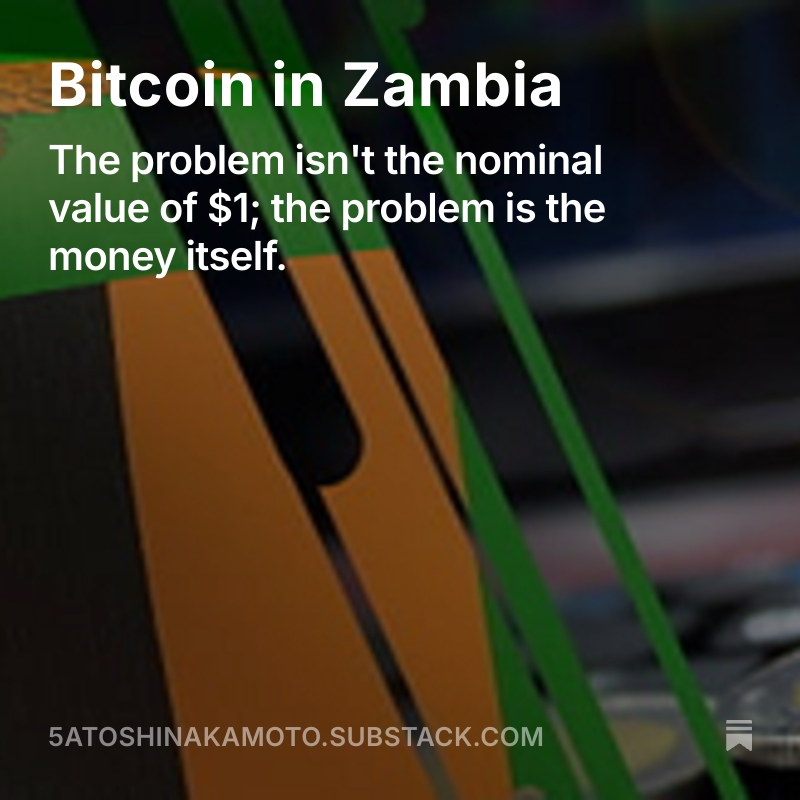 Bitcoin in Zambia
The problem isn't the nominal
value of $1; the problem is the
money itself.
5ATOSHINAKAMOTO.SUBSTACK.COM